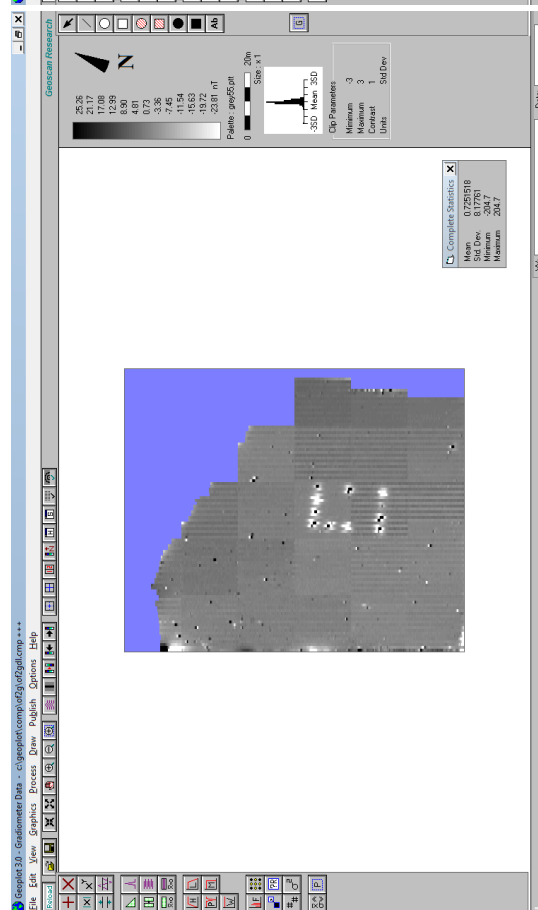 Geoplot 3.0 - Gradiometer Data - c:\geoplot\comp\of2g\of2gdl.cmp +++
File Edit View Graphics Process Draw Publish Options Help
Reload
Geoscan Research
Ab
N
25.26
21.17
17.08
12.99
8.90
4.81
0.73
-3.36
-7.45
-11.54
-15.63
-19.72
-23.81 nT
Palette : grey55.plt
0 20m
Size : x 1
-3SD Mean 3SD
Clip Parameters
Minimum -3
Maximum 3
Contrast 1
Units Std Dev
G
Complete Statistics
Mean 0.7251518
Std. Dev. 8.17761
Minimum -204.7
Maximum 204.7